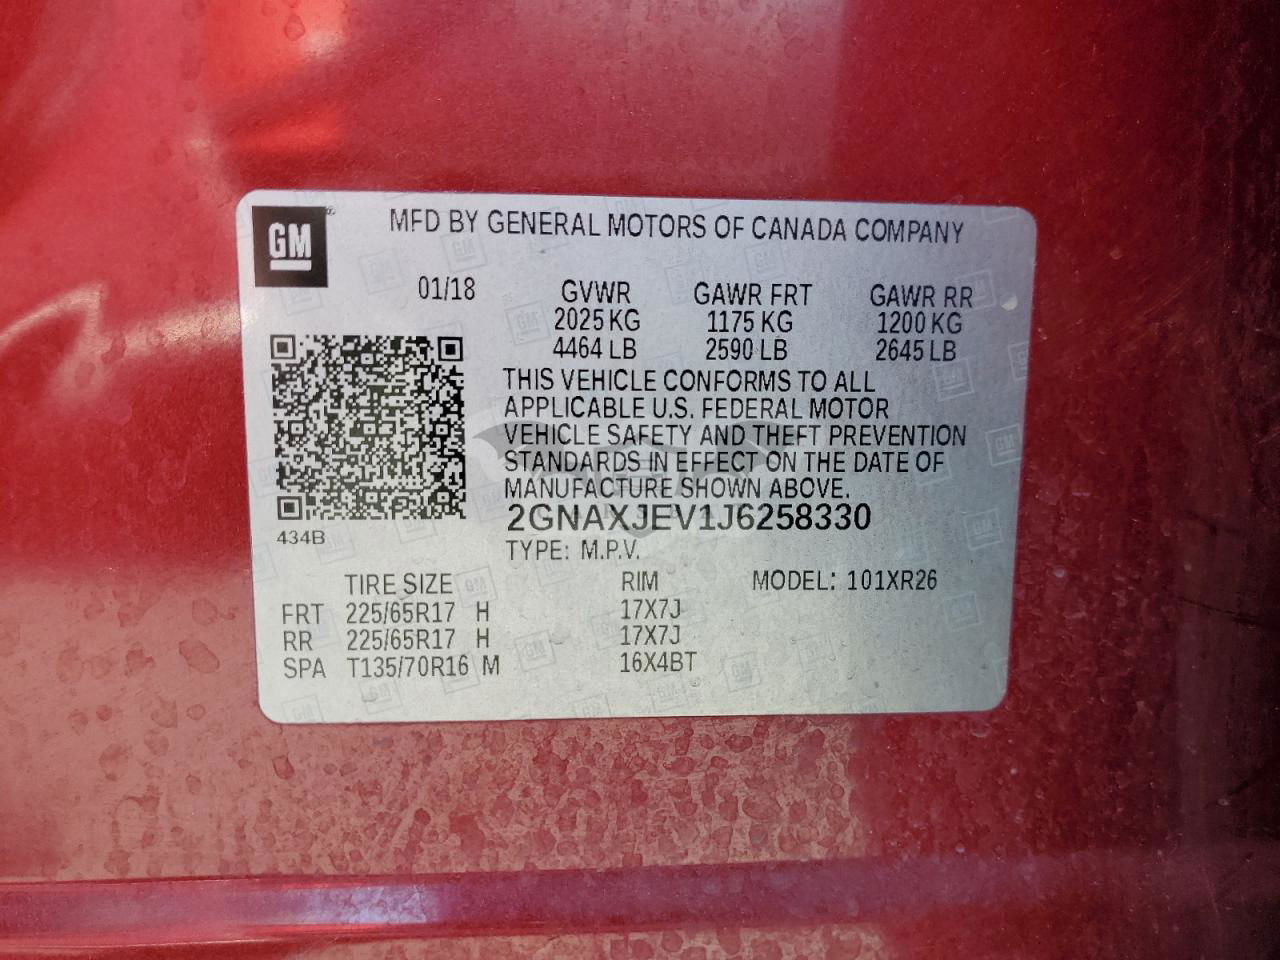 GM
MFD BY GENERAL MOTORS OF CANADA COMPANY
01/18 GVWR GAWR FRT GAWR RR
2025 KG 1175 KG 1200 KG
4464 LB 2590 LB 2645 LB
THIS VEHICLE CONFORMS TO ALL
APPLICABLE U.S. FEDERAL MOTOR
VEHICLE SAFETY AND THEFT PREVENTION
STANDARDS IN EFFECT ON THE DATE OF
MANUFACTURE SHOWN ABOVE.
2GNAXJEV1J6258330
434B
TYPE: M.P.V.
TIRE SIZE RIM MODEL: 101XR26
FRT 225/65R17 H 17X7J
RR 225/65R17 H 17X7J
SPA T135/70R16 M 16X4BT